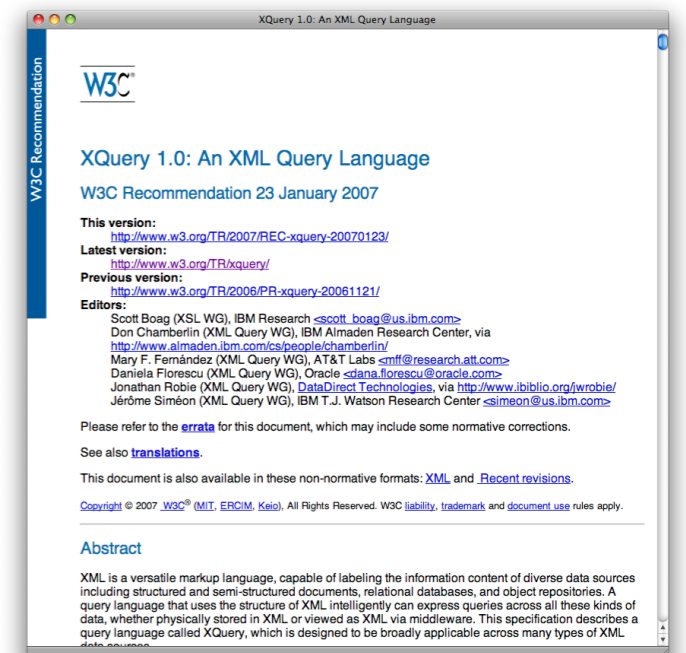 XQuery 1.0: An XML Query Language
W3C Recommendation
W3C®
XQuery 1.0: An XML Query Language
W3C Recommendation 23 January 2007
This version:
http://www.w3.org/TR/2007/REC-xquery-20070123/
Latest version:
http://www.w3.org/TR/xquery/
Previous version:
http://www.w3.org/TR/2006/PR-xquery-20061121/
Editors:
Scott Boag (XSL WG), IBM Research <scott_boag@us.ibm.com>
Don Chamberlin (XML Query WG), IBM Almaden Research Center, via
http://www.almaden.ibm.com/cs/people/chamberlin/
Mary F. Fernández (XML Query WG), AT&T Labs <mff@research.att.com>
Daniela Florescu (XML Query WG), Oracle <dana.florescu@oracle.com>
Jonathan Robie (XML Query WG), DataDirect Technologies, via http://www.ibiblio.org/jwrobie/
Jérôme Siméon (XML Query WG), IBM T.J. Watson Research Center <simeon@us.ibm.com>
Please refer to the errata for this document, which may include some normative corrections.
See also translations.
This document is also available in these non-normative formats: XML and Recent revisions.
Copyright © 2007 W3C® (MIT, ERCIM, Keio), All Rights Reserved. W3C liability, trademark and document use rules apply.
Abstract
XML is a versatile markup language, capable of labeling the information content of diverse data sources
including structured and semi-structured documents, relational databases, and object repositories. A
query language that uses the structure of XML intelligently can express queries across all these kinds of
data, whether physically stored in XML or viewed as XML via middleware. This specification describes a
query language called XQuery, which is designed to be broadly applicable across many types of XML
data sources.